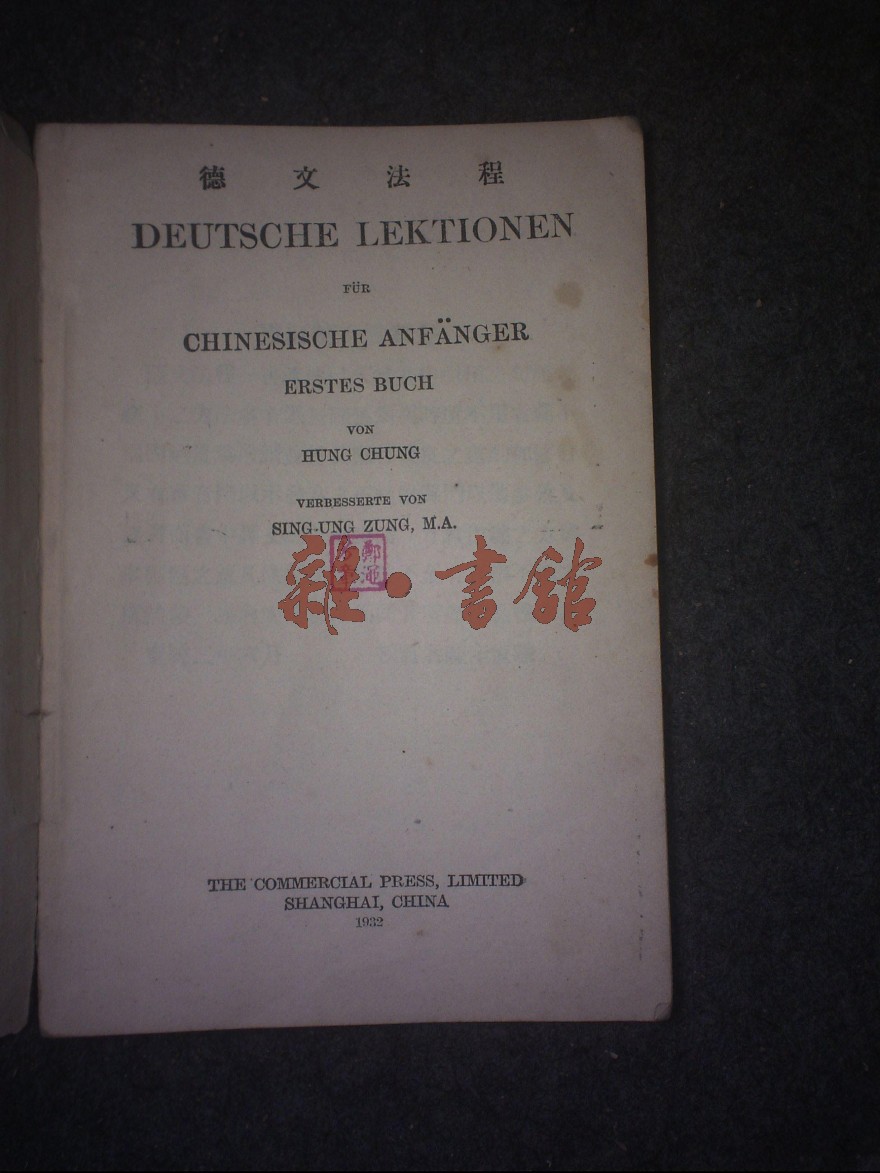 德文法程
DEUTSCHE LEKTIONEN
FÜR
CHINESISCHE ANFÄNGER
ERSTES BUCH
VON
HUNG CHUNG
VERBESSERTE VON
SING-UNG ZUNG, M.A.
雜·書館
THE COMMERCIAL PRESS, LIMITED
SHANGHAI, CHINA
1932